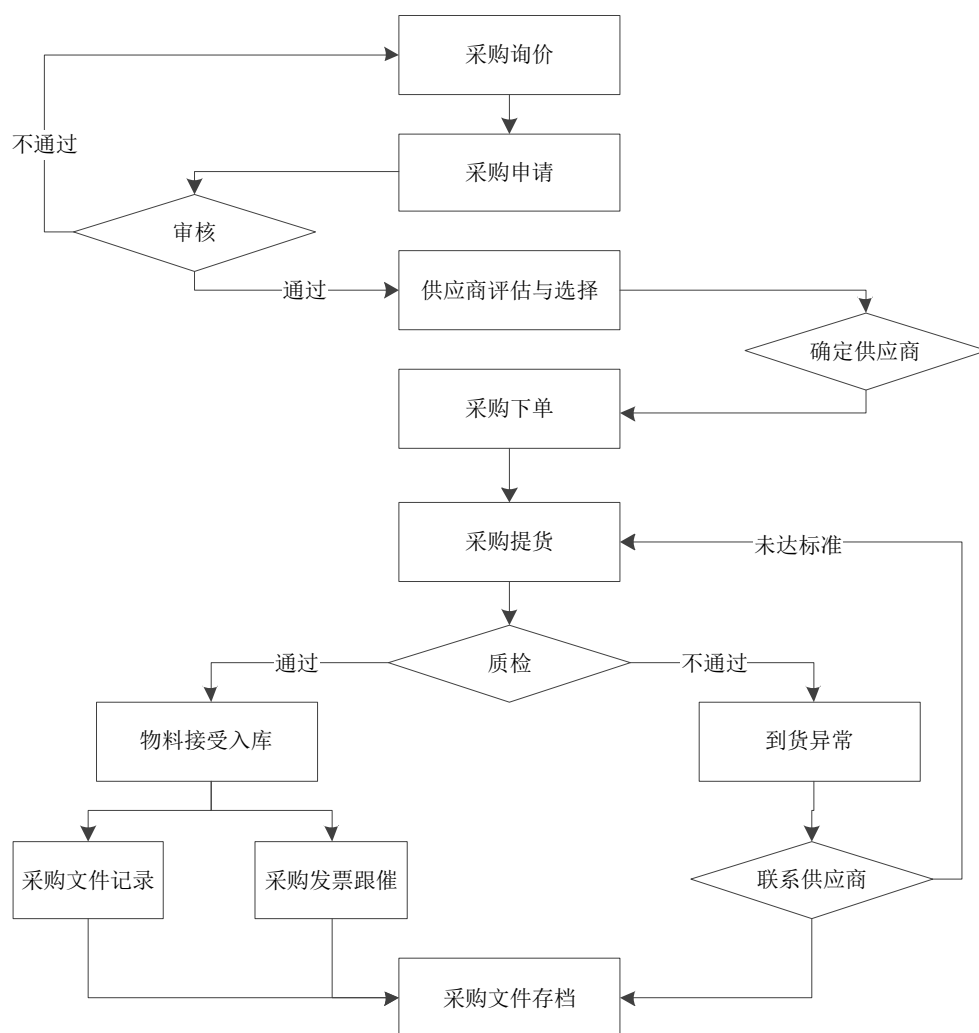 采购询价
不通过
采购申请
审核
通过
供应商评估与选择
确定供应商
采购下单
采购提货
未达标准
通过
质检
不通过
物料接受入库
到货异常
采购文件记录
采购发票跟催
联系供应商
采购文件存档